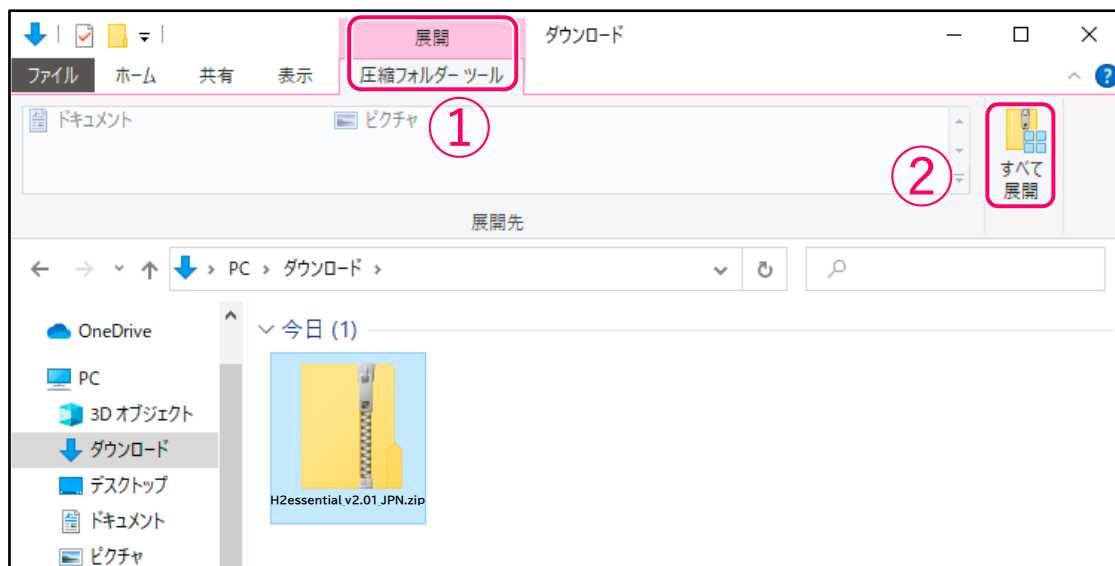 展開
ダウンロード
ファイル ホーム 共有 表示 圧縮フォルダー ツール
ドキュメント ピクチャ
①
②
すべて
展開
展開先
PC > ダウンロード >
OneDrive
PC
3D オブジェクト
ダウンロード
デスクトップ
ドキュメント
ピクチャ
今日 (1)
H2essential_v2.01_JPN.zip